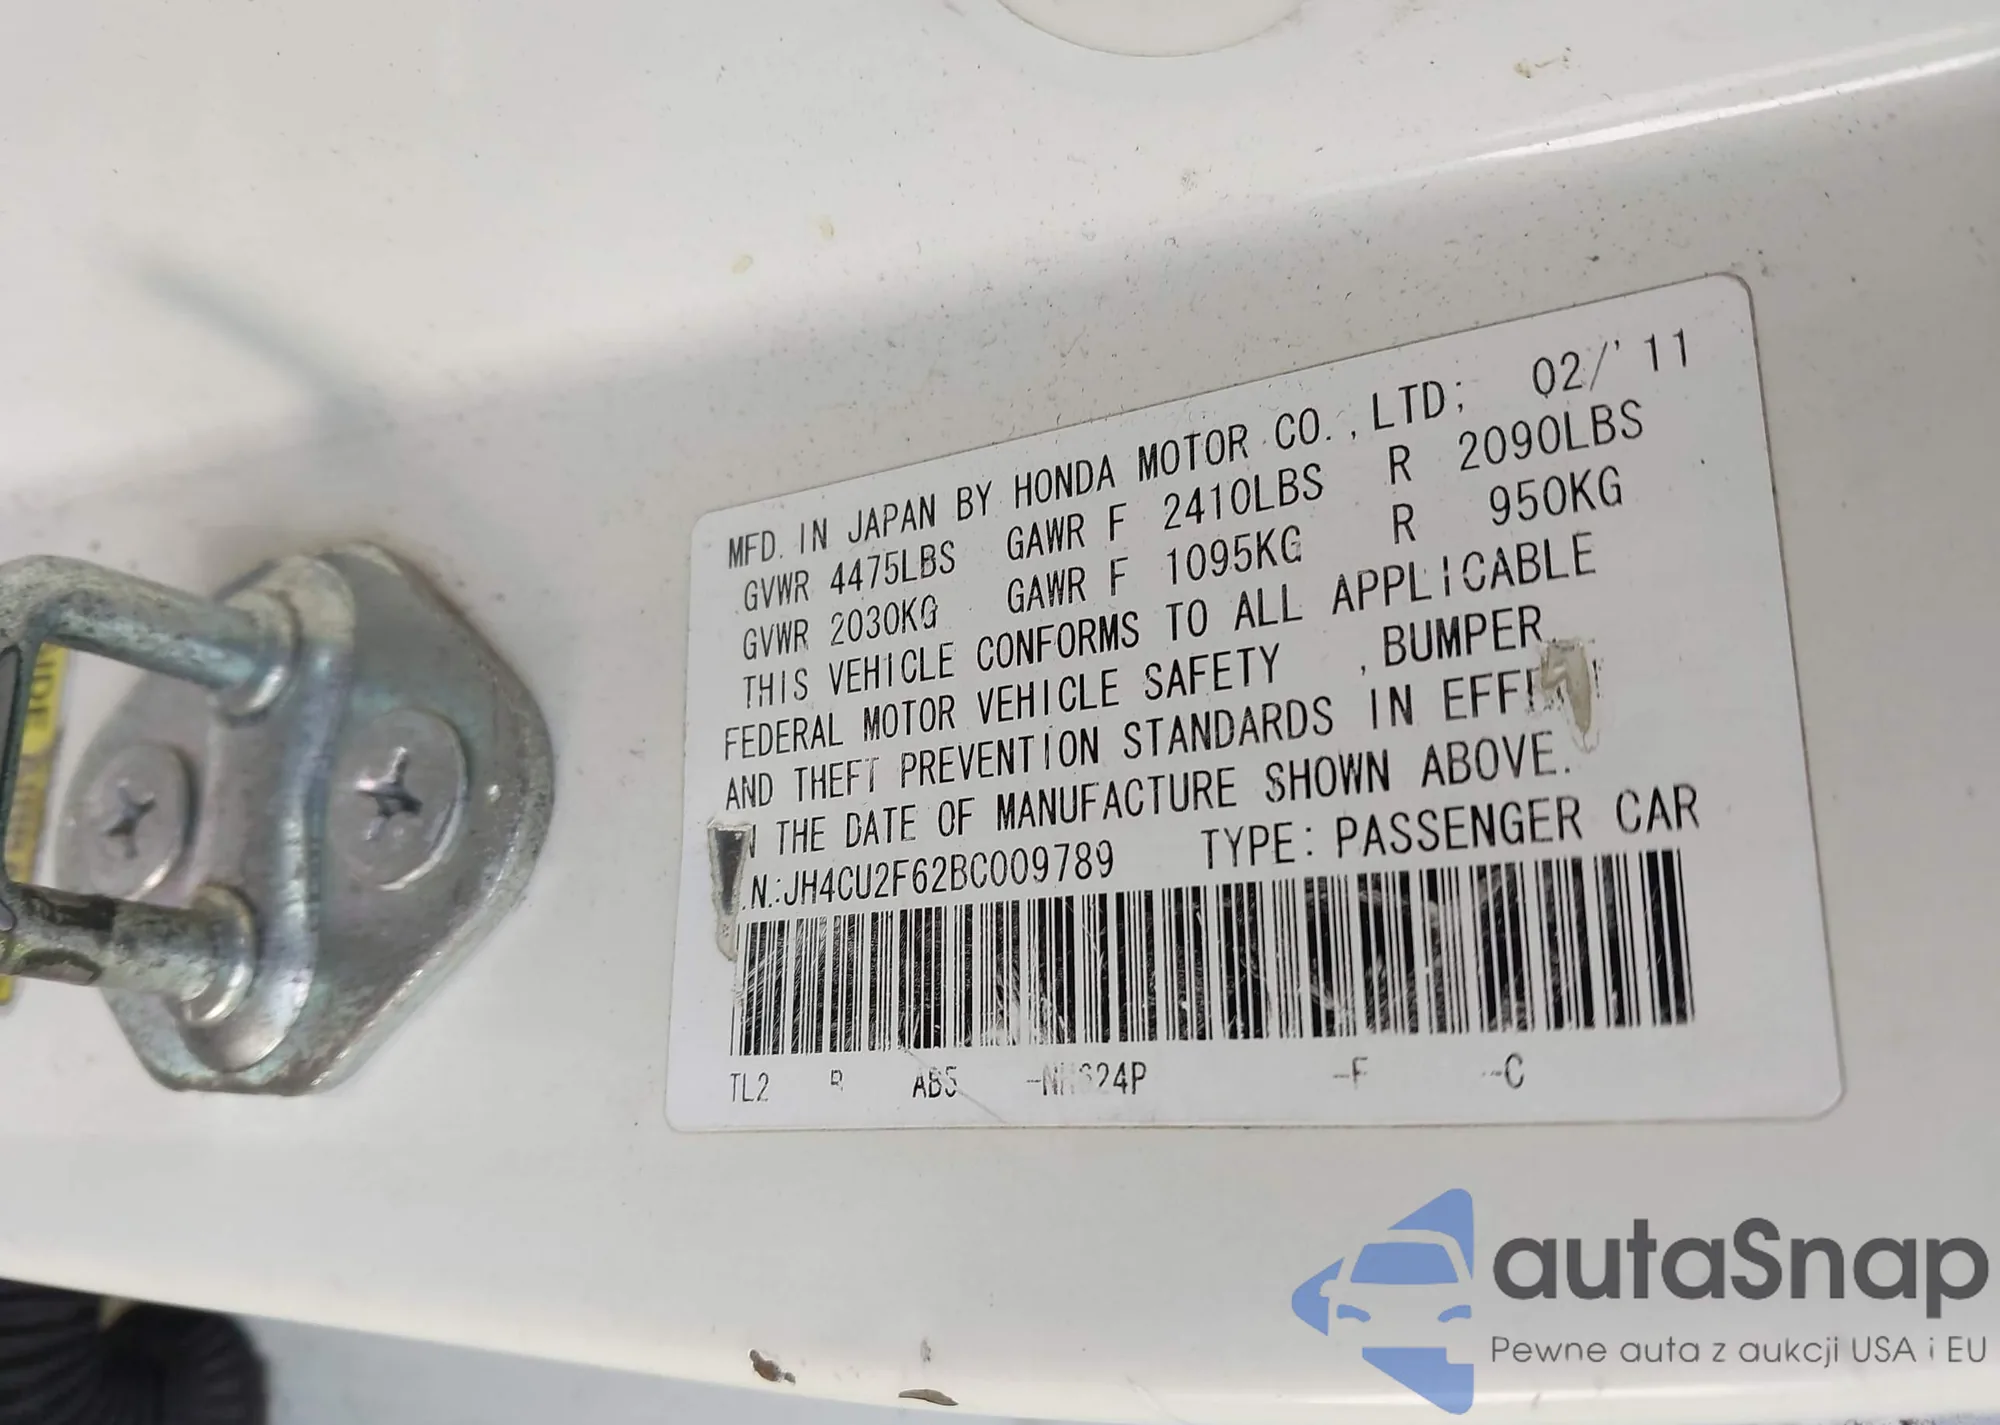 MFD. IN JAPAN BY HONDA MOTOR CO., LTD; 02/'11
GVWR 4475LBS GAWR F 2410LBS R 2090LBS
GVWR 2030KG GAWR F 1095KG R 950KG
THIS VEHICLE CONFORMS TO ALL APPLICABLE
FEDERAL MOTOR VEHICLE SAFETY , BUMPER
AND THEFT PREVENTION STANDARDS IN
THE DATE OF MANUFACTURE SHOWN ABOVE.
.N.:JH4CU2F62BC009789 TYPE: PASSENGER CAR
TL2 AB5 -F -C
autaSnap
Pewne auta z aukcji USA i EU